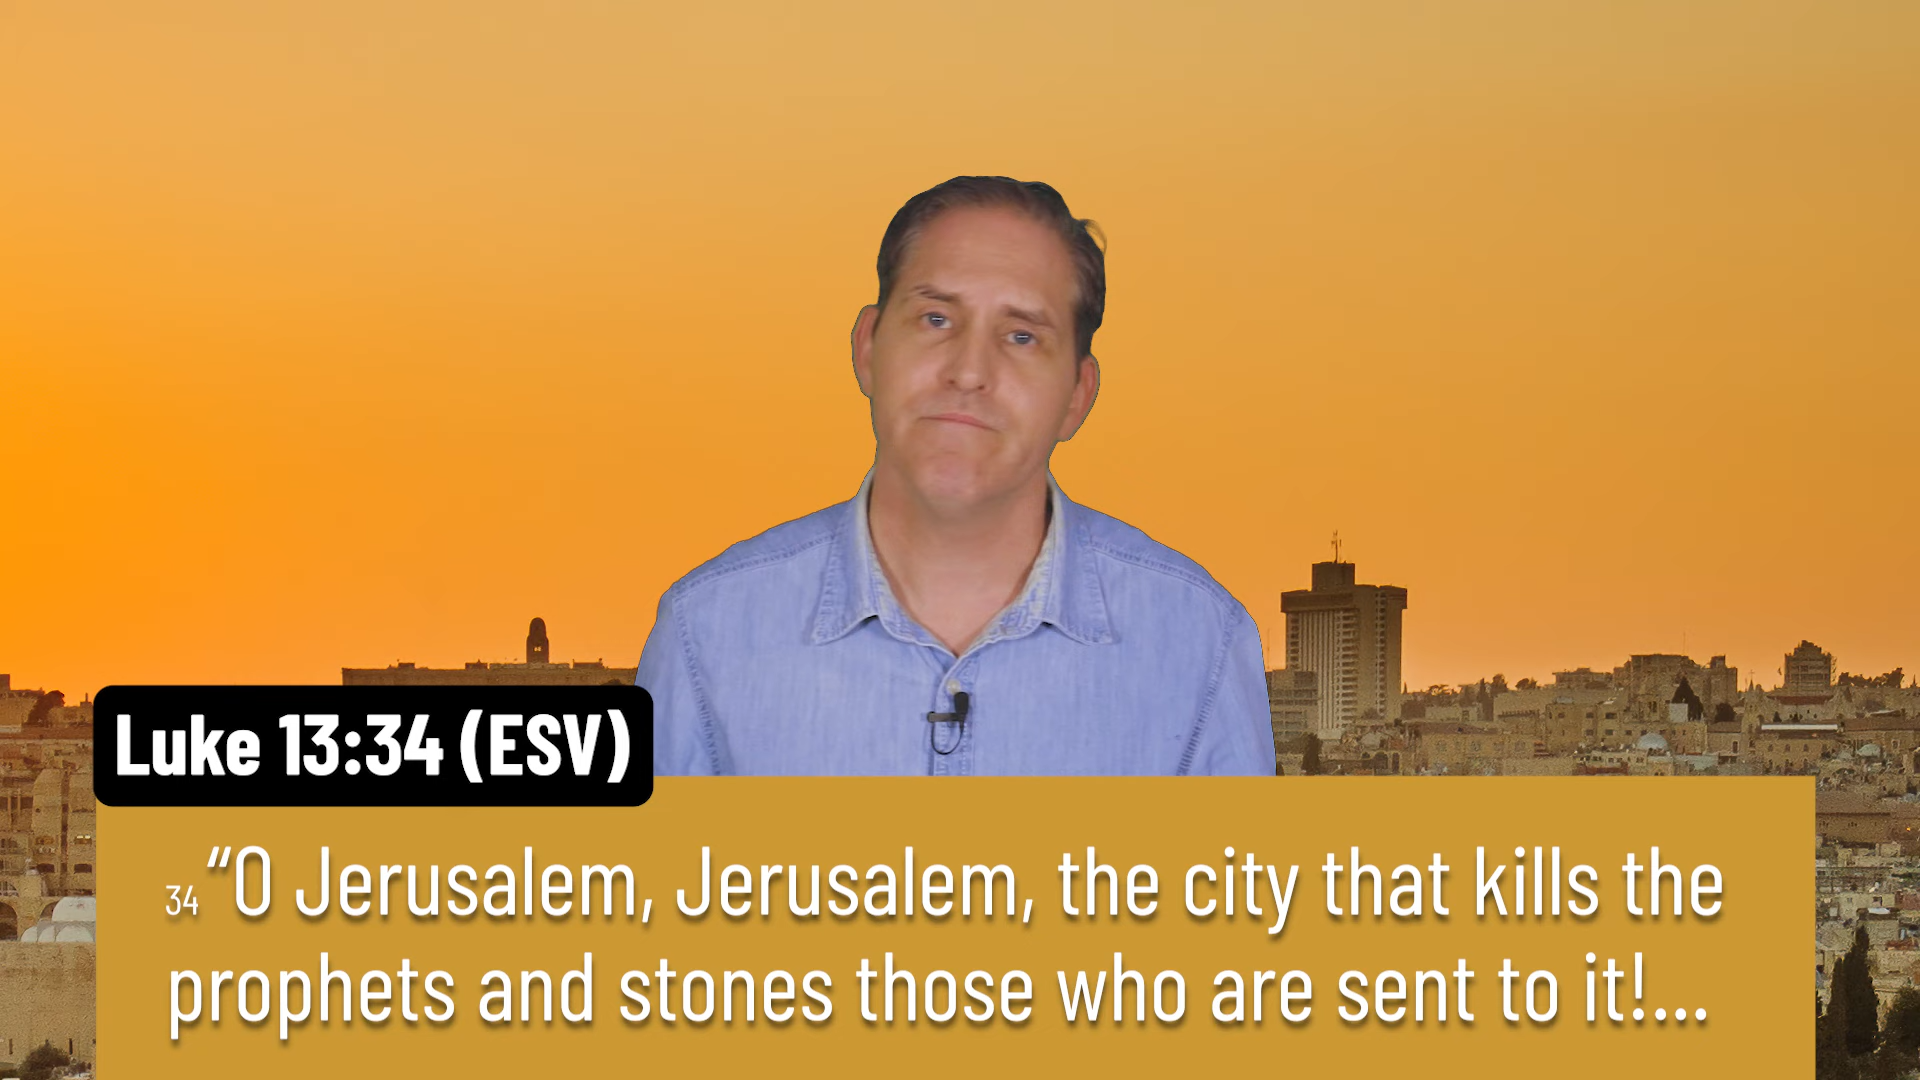 Luke 13:34 (ESV)
34 “O Jerusalem, Jerusalem, the city that kills the
prophets and stones those who are sent to it!...